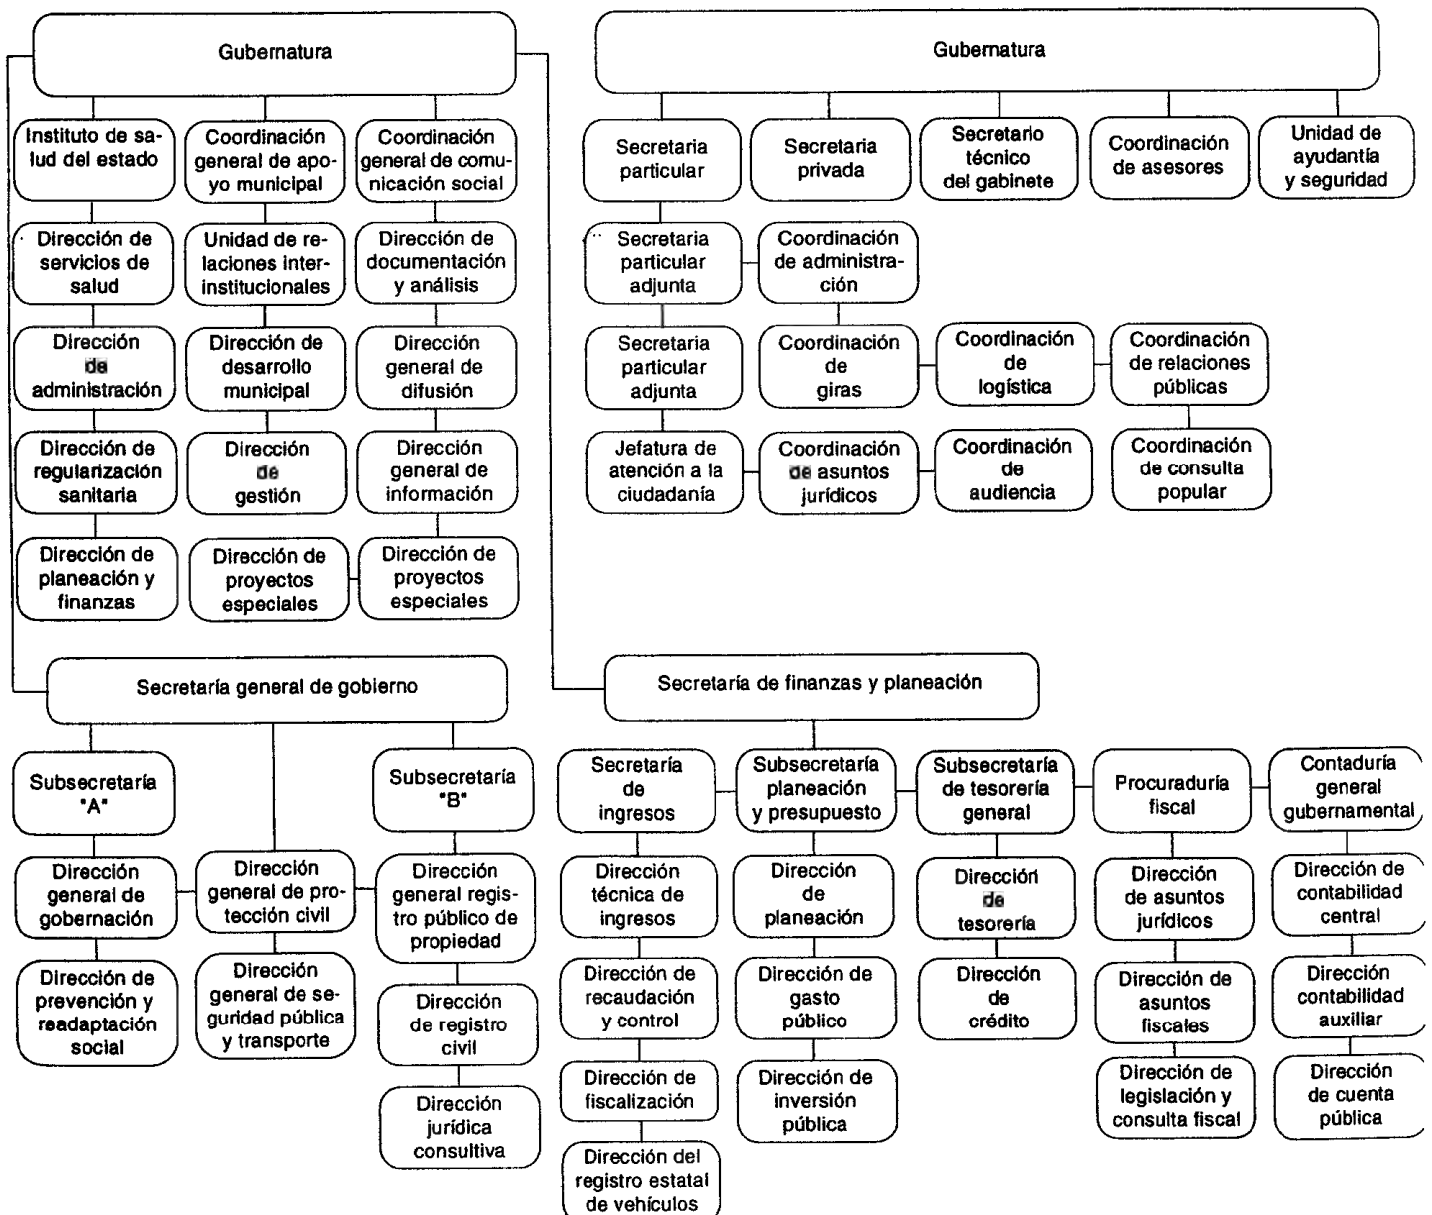 Gubernatura
Instituto de sa-
lud del estado
Coordinación
general de apo-
yo municipal
Coordinación
general de comu-
nicación social
Dirección de
servicios de
salud
Unidad de re-
laciones inter-
institucionales
Dirección de
documentación
y análisis
Dirección
de
administración
Dirección de
desarrollo
municipal
Dirección
general de
difusión
Dirección de
regularización
sanitaria
Dirección
de
gestión
Dirección
general de
información
Dirección de
planeación y
finanzas
Dirección de
proyectos
especiales
Dirección de
proyectos
especiales
Gubernatura
Secretaria
particular
Secretaria
privada
Secretario
técnico
del gabinete
Coordinación
de asesores
Unidad de
ayudantía
y seguridad
Secretaria
particular
adjunta
Coordinación
de administra-
ción
Secretaria
particular
adjunta
Coordinación
de
giras
Coordinación
de
logística
Coordinación
de relaciones
públicas
Jefatura de
atención a la
ciudadanía
Coordinación
de asuntos
jurídicos
Coordinación
de
audiencia
Coordinación
de consulta
popular
Secretaría general de gobierno
Subsecretaría
"A"
Subsecretaría
"B"
Dirección
general de
gobernación
Dirección
general de pro-
tección civil
Dirección
general regis-
tro público de
propiedad
Dirección de
prevención y
readaptación
social
Dirección
general de se-
guridad pública
y transporte
Dirección
de registro
civil
Dirección
jurídica
consultiva
Secretaría de finanzas y planeación
Secretaría
de
ingresos
Subsecretaría
planeación
y presupuesto
Subsecretaría
de tesorería
general
Procuraduría
fiscal
Contaduría
general
gubernamental
Dirección
técnica de
ingresos
Dirección
de
planeación
Dirección
de
tesorería
Dirección
de asuntos
jurídicos
Dirección de
contabilidad
central
Dirección de
recaudación
y control
Dirección de
gasto
público
Dirección
de
crédito
Dirección de
asuntos
fiscales
Dirección
contabilidad
auxiliar
Dirección de
fiscalización
Dirección de
inversión
pública
Dirección de
legislación y
consulta fiscal
Dirección
de cuenta
pública
Dirección del
registro estatal
de vehículos